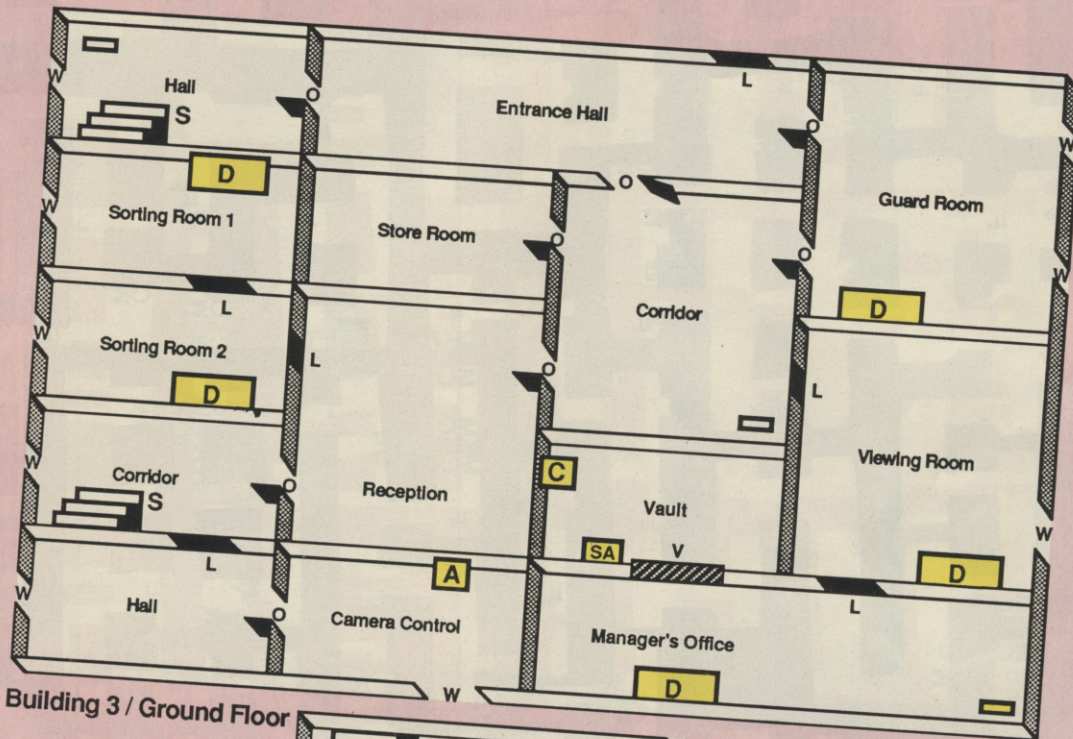 L
W
Hall
S
O
Entrance Hall
O
W
D
O
Guard Room
W
Sorting Room 1
Store Room
O
O
W
L
Corridor
D
W
Sorting Room 2
L
O
L
D
Viewing Room
W
Corridor
S
O
Reception
C
Vault
W
L
A
SA
V
D
L
W
Hall
O
Camera Control
Manager's Office
D
W
Building 3 / Ground Floor